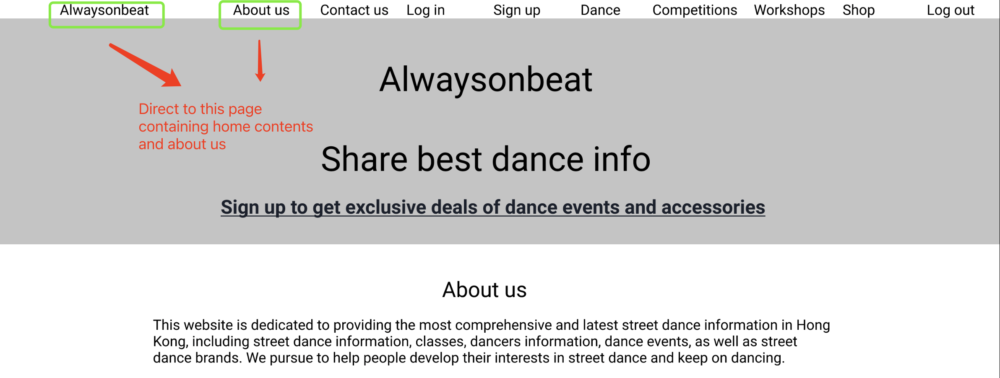 Alwaysonbeat About us Contact us Log in Sign up Dance Competitions Workshops Shop Log out
Alwaysonbeat
Direct to this page
containing home contents
and about us
Share best dance info
Sign up to get exclusive deals of dance events and accessories
About us
This website is dedicated to providing the most comprehensive and latest street dance information in Hong
Kong, including street dance information, classes, dancers information, dance events, as well as street
dance brands. We pursue to help people develop their interests in street dance and keep on dancing.